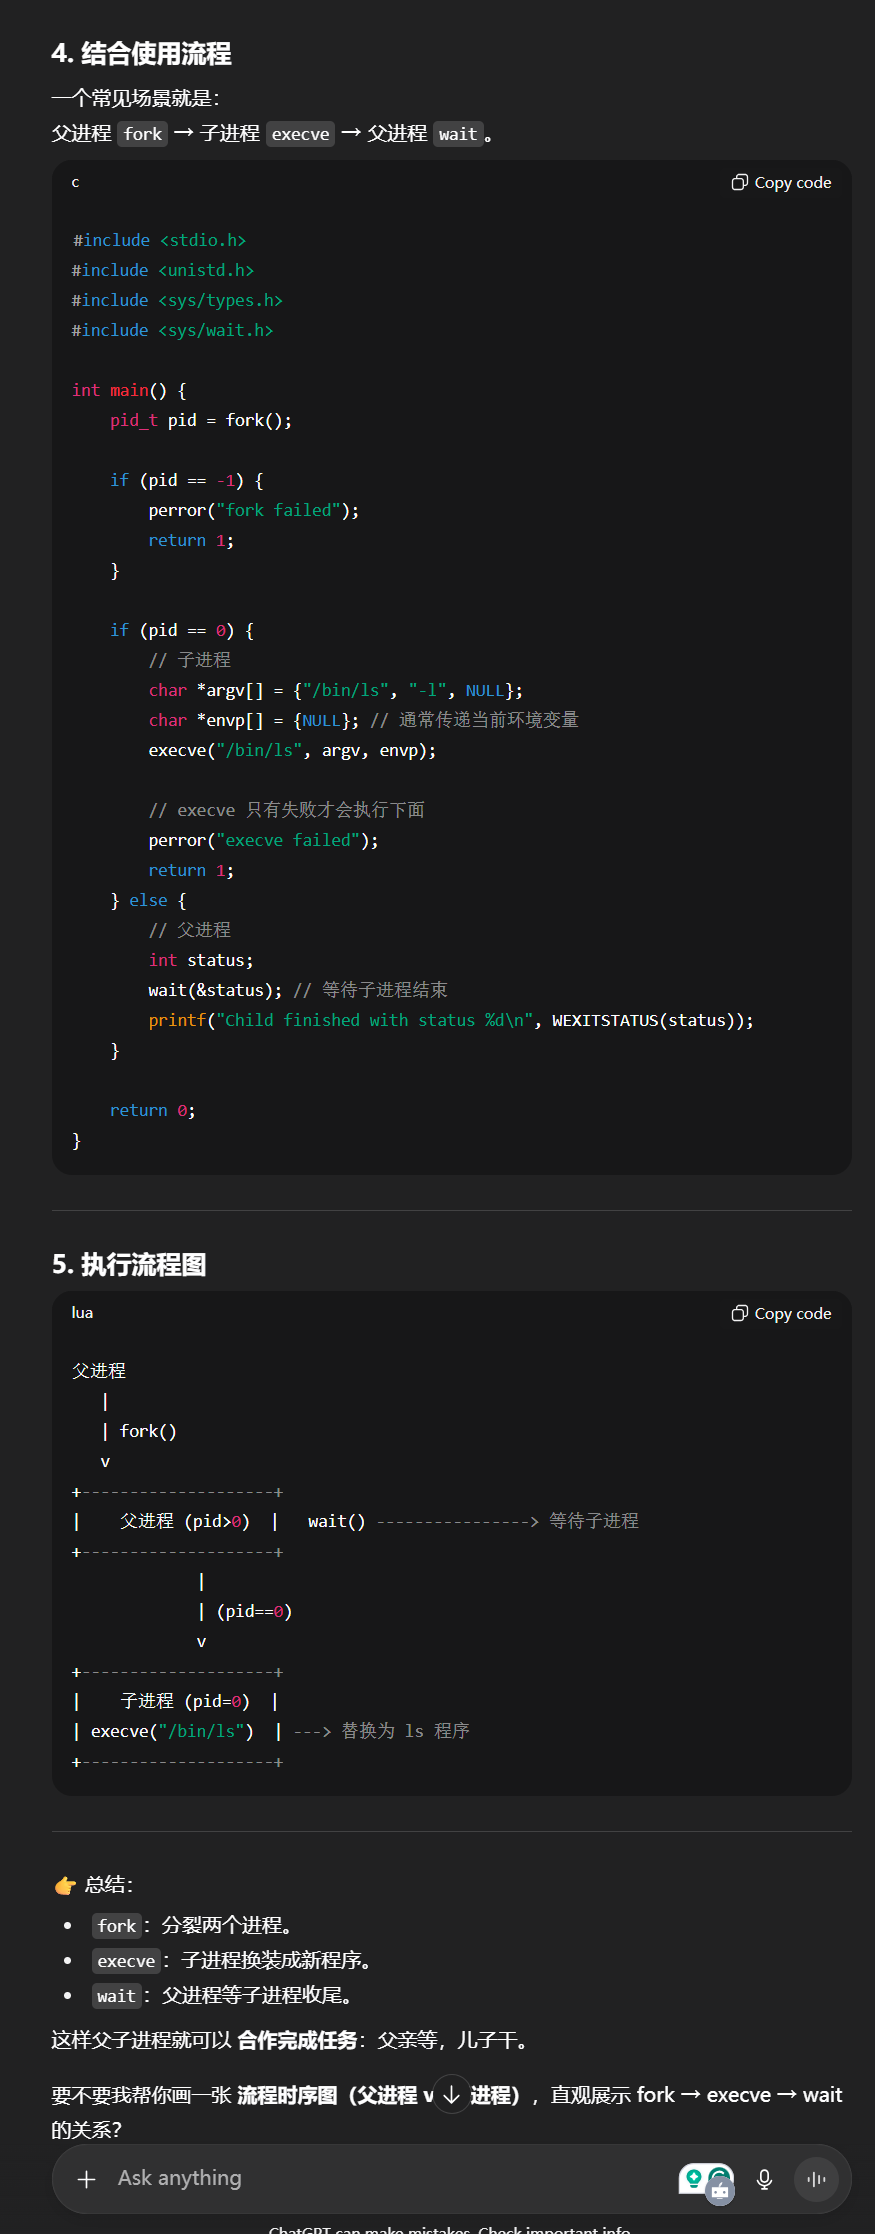 4. 结合使用流程
一个常见场景就是：
父进程 fork → 子进程 execve → 父进程 wait。
c
Copy code
#include <stdio.h>
#include <unistd.h>
#include <sys/types.h>
#include <sys/wait.h>
int main() {
    pid_t pid = fork();
    if (pid == -1) {
        perror("fork failed");
        return 1;
    }
    if (pid == 0) {
        // 子进程
        char *argv[] = {"/bin/ls", "-l", NULL};
        char *envp[] = {NULL}; // 通常传递当前环境变量
        execve("/bin/ls", argv, envp);
        // execve 只有失败才会执行下面
        perror("execve failed");
        return 1;
    } else {
        // 父进程
        int status;
        wait(&status); // 等待子进程结束
        printf("Child finished with status %d\n", WEXITSTATUS(status));
    }
    return 0;
}
5. 执行流程图
lua
Copy code
父进程
   |
   | fork()
   v
+--------------------+
|    父进程 (pid>0)  |   wait() ----------------> 等待子进程
+--------------------+
             |
             | (pid==0)
             v
+--------------------+
|    子进程 (pid=0)  |
| execve("/bin/ls")  | ---> 替换为 ls 程序
+--------------------+
👉 总结：
• fork：分裂两个进程。
• execve：子进程换装成新程序。
• wait：父进程等子进程收尾。
这样父子进程就可以 合作完成任务：父亲等，儿子干。
要不要我帮你画一张 流程时序图（父进程 v 进程），直观展示 fork → execve → wait
的关系？
Ask anything
ChatGPT can make mistakes. Check important info.